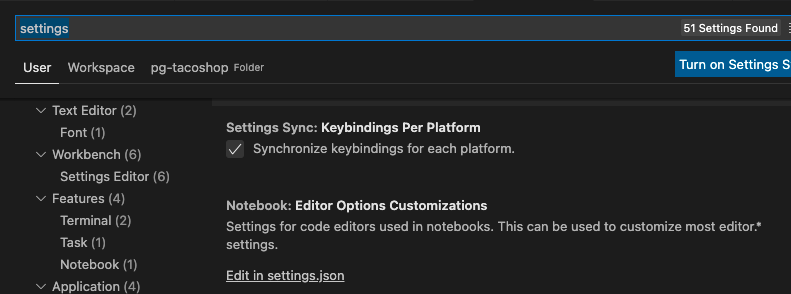 settings
51 Settings Found
User Workspace pg-tacoshop Folder
Turn on Settings S
Text Editor (2)
Font (1)
Workbench (6)
Settings Editor (6)
Features (4)
Terminal (2)
Task (1)
Notebook (1)
Application (4)
Settings Sync: Keybindings Per Platform
Synchronize keybindings for each platform.
Notebook: Editor Options Customizations
Settings for code editors used in notebooks. This can be used to customize most editor.*
settings.
Edit in settings.json